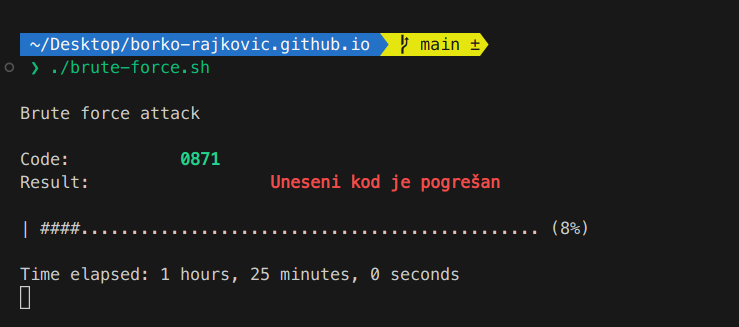 ~/Desktop/borko-rajkovic.github.io main ±
❯ ./brute-force.sh
Brute force attack
Code: 0871
Result: Uneseni kod je pogrešan
| ####.............................................. (8%)
Time elapsed: 1 hours, 25 minutes, 0 seconds